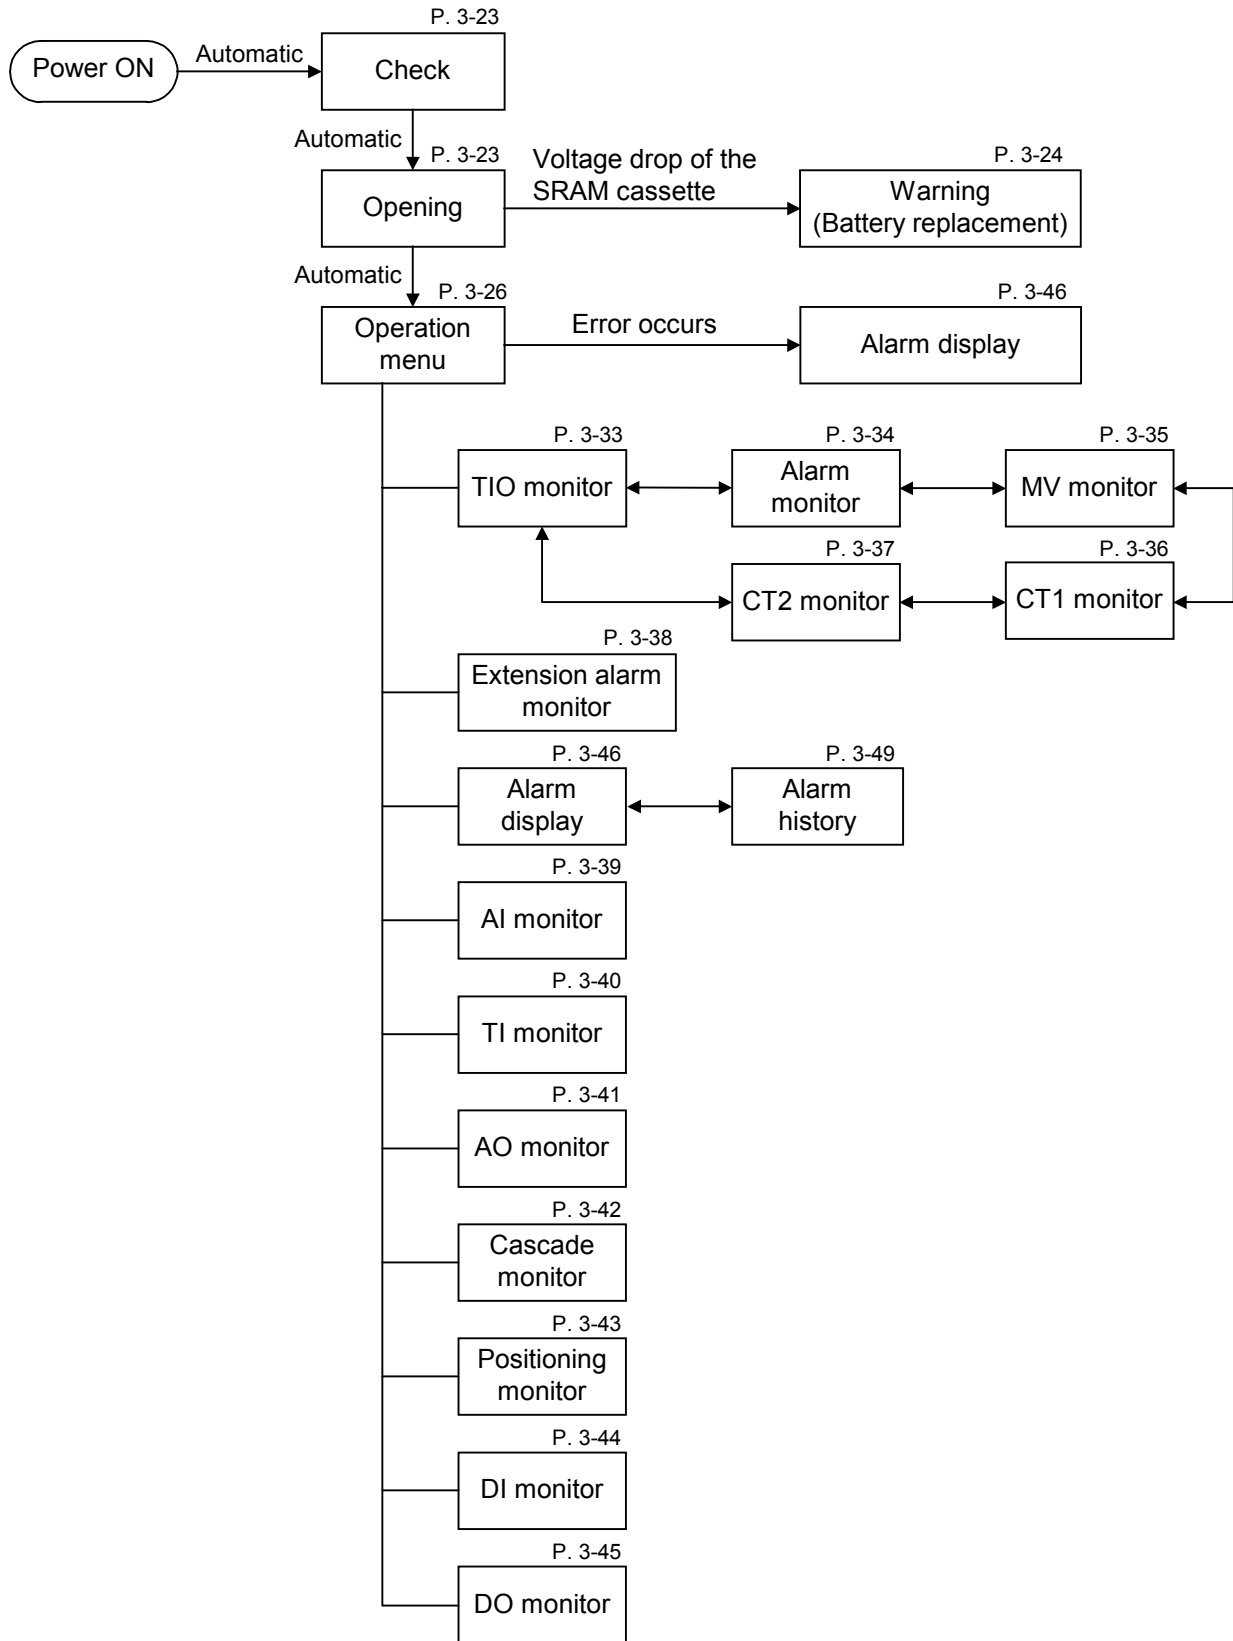 P. 3-23
Power ON
Automatic
Check
Automatic
P. 3-23
Opening
Voltage drop of the
SRAM cassette
P. 3-24
Warning
(Battery replacement)
Automatic
P. 3-26
Operation
menu
Error occurs
P. 3-46
Alarm display
P. 3-33
TIO monitor
P. 3-34
Alarm
monitor
P. 3-35
MV monitor
P. 3-37
CT2 monitor
P. 3-36
CT1 monitor
P. 3-38
Extension alarm
monitor
P. 3-46
Alarm
display
P. 3-49
Alarm
history
P. 3-39
AI monitor
P. 3-40
TI monitor
P. 3-41
AO monitor
P. 3-42
Cascade
monitor
P. 3-43
Positioning
monitor
P. 3-44
DI monitor
P. 3-45
DO monitor